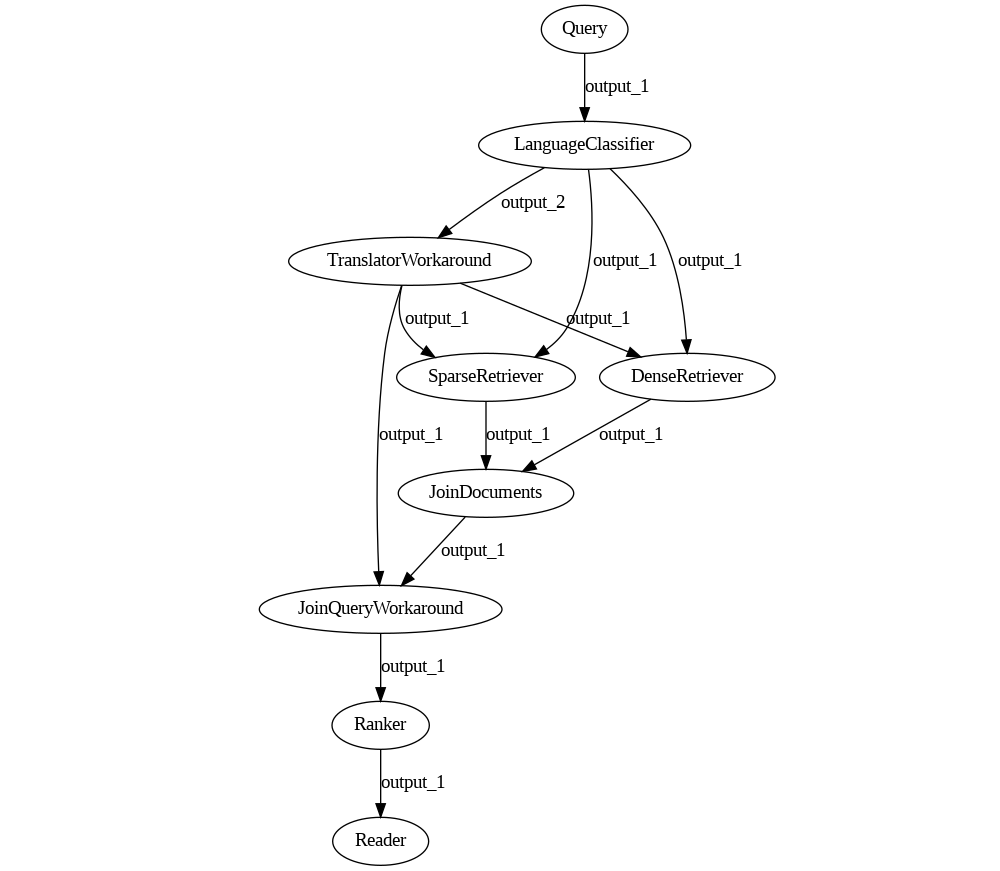 Query
output_1
LanguageClassifier
output_2
TranslatorWorkaround
output_1
output_1
output_1
output_1
SparseRetriever
DenseRetriever
output_1
output_1
output_1
JoinDocuments
output_1
JoinQueryWorkaround
output_1
Ranker
output_1
Reader